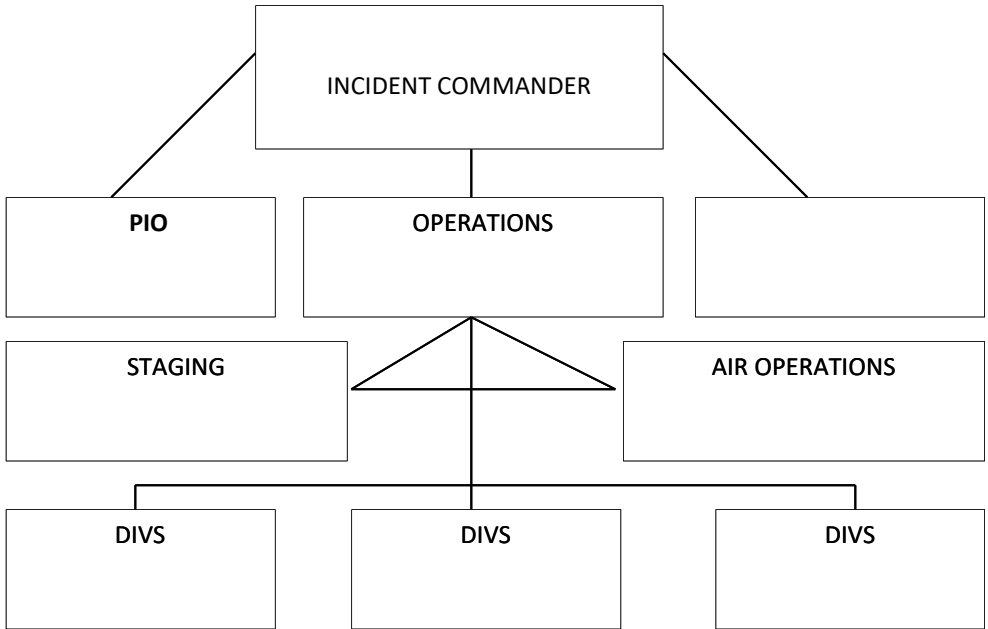 INCIDENT COMMANDER
PIO
OPERATIONS
STAGING
AIR OPERATIONS
DIVS
DIVS
DIVS